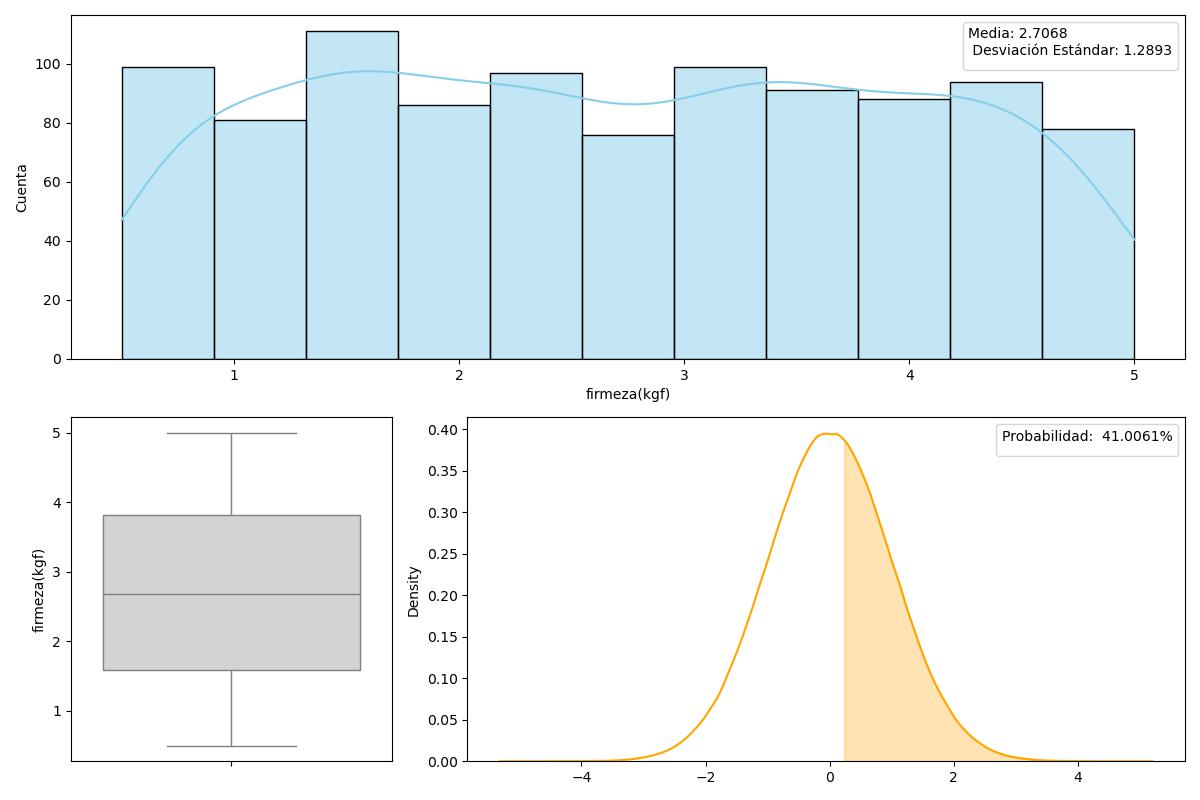 Media: 2.7068
Desviación Estándar: 1.2893
100
80
60
40
20
0
Cuenta
1 2 3 4 5
firmeza(kgf)
5
4
3
2
1
firmeza(kgf)
Probabilidad: 41.0061%
0.40
0.35
0.30
0.25
0.20
0.15
0.10
0.05
0.00
Density
−4 −2 0 2 4